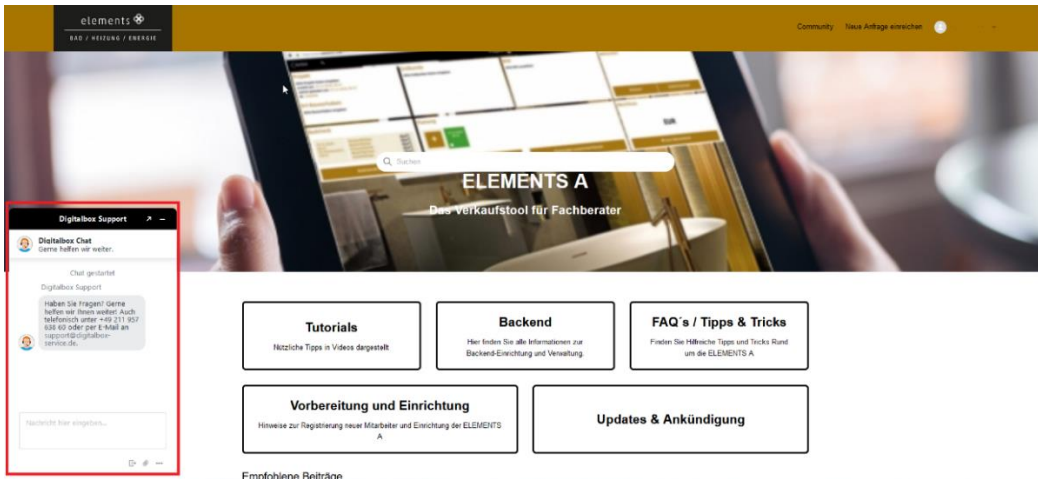 elements
BAD / HEIZUNG / ENERGIE
Community Neue Anfrage einreichen
Suchen
ELEMENTS A
Das Verkaufstool für Fachberater
EUR
Digitalbox Support
Digitalbox Chat
Gerne helfen wir weiter.
Chat gestartet
Digitalbox Support
Haben Sie Fragen? Gerne
helfen wir Ihnen weiter! Auch
telefonisch unter +49 211 957
638 60 oder per E-Mail an
support@digitalbox-
service.de.
Nachricht hier eingeben...
Tutorials
Nützliche Tipps in Videos dargestellt
Backend
Hier finden Sie alle Informationen zur
Backend-Einrichtung und Verwaltung.
FAQ´s / Tipps & Tricks
Finden Sie Hilfreiche Tipps und Tricks Rund
um die ELEMENTS A
Vorbereitung und Einrichtung
Hinweise zur Registrierung neuer Mitarbeiter und Einrichtung der ELEMENTS
A
Updates & Ankündigung
Empfohlene Beiträge